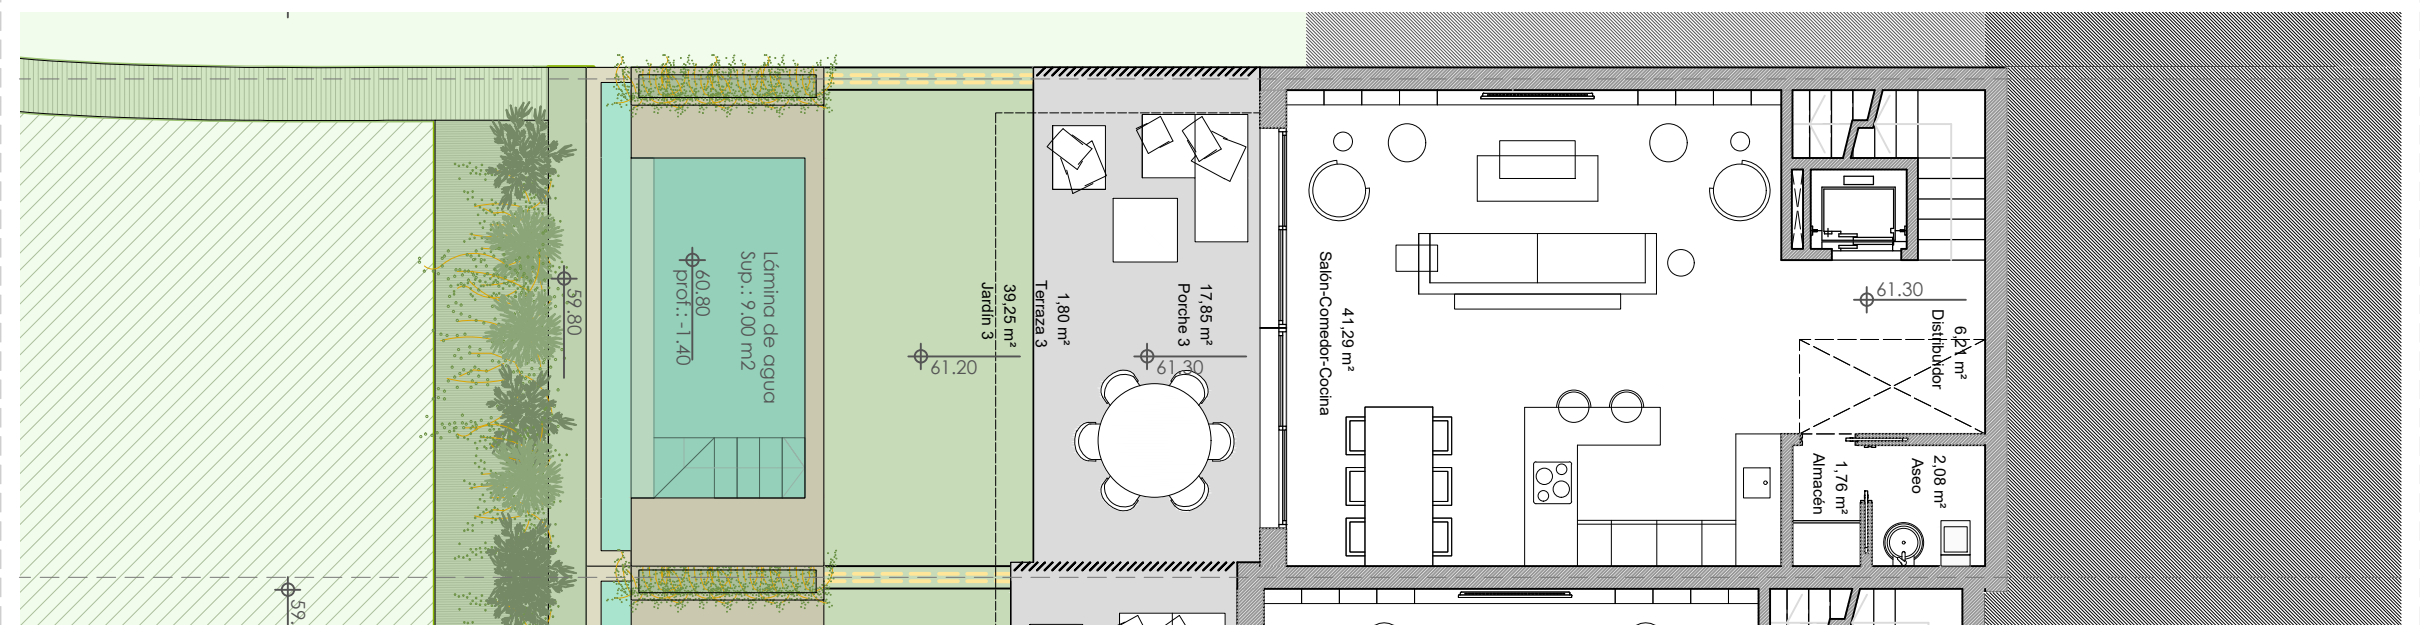 59.80
60.80
prof.: -1.40
Lámina de agua
Sup.: 9.00 m2
61.20
39,25 m²
Jardín 3
1,80 m²
Terraza 3
17,85 m²
Porche 3
61.30
41,29 m²
Salón-Comedor-Cocina
61.30
6,21 m²
Distribuidor
1,76 m²
Almacén
2,08 m²
Aseo
59.